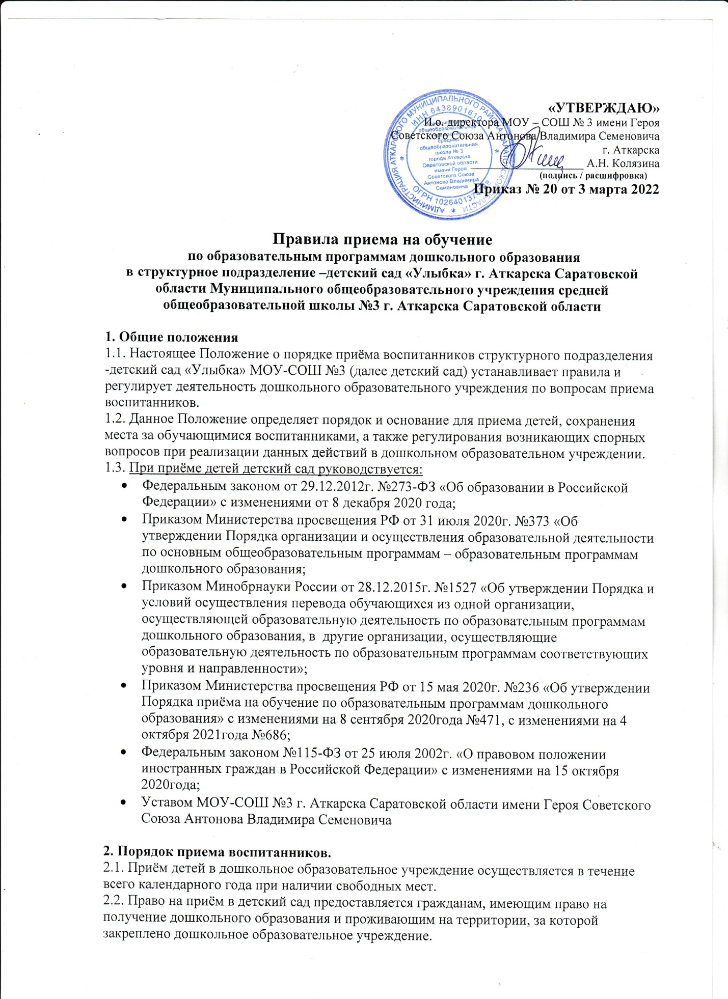 «УТВЕРЖДАЮ»
И.о. директора МОУ – СОШ № 3 имени Героя
Советского Союза Антонова Владимира Семеновича
г. Аткарска
А.Н. Колязина
(подпись / расшифровка)
Приказ № 20 от 3 марта 2022
АДМИНИСТРАЦИЯ АТКАРСКОГО МУНИЦИПАЛЬНОГО РАЙОНА САРАТОВСКОЙ ОБЛАСТИ
ИНН 6438901610
общеобразовательное
средняя
общеобразовательная
школа № 3
города Аткарска
Саратовской области
имени Героя
Советского Союза
Антонова Владимира
Семеновича
ОГРН
Правила приема на обучение
по образовательным программам дошкольного образования
в структурное подразделение –детский сад «Улыбка» г. Аткарска Саратовской
области Муниципального общеобразовательного учреждения средней
общеобразовательной школы №3 г. Аткарска Саратовской области
1. Общие положения
1.1. Настоящее Положение о порядке приёма воспитанников структурного подразделения
-детский сад «Улыбка» МОУ-СОШ №3 (далее детский сад) устанавливает правила и
регулирует деятельность дошкольного образовательного учреждения по вопросам приема
воспитанников.
1.2. Данное Положение определяет порядок и основание для приема детей, сохранения
места за обучающимися воспитанниками, а также регулирования возникающих спорных
вопросов при реализации данных действий в дошкольном образовательном учреждении.
1.3. При приёме детей детский сад руководствуется:
• Федеральным законом от 29.12.2012г. №273-ФЗ «Об образовании в Российской
Федерации» с изменениями от 8 декабря 2020 года;
• Приказом Министерства просвещения РФ от 31 июля 2020г. №373 «Об
утверждении Порядка организации и осуществления образовательной деятельности
по основным общеобразовательным программам – образовательным программам
дошкольного образования;
• Приказом Минобрнауки России от 28.12.2015г. №1527 «Об утверждении Порядка и
условий осуществления перевода обучающихся из одной организации,
осуществляющей образовательную деятельность по образовательным программам
дошкольного образования, в другие организации, осуществляющие
образовательную деятельность по образовательным программам соответствующих
уровня и направленности»;
• Приказом Министерства просвещения РФ от 15 мая 2020г. №236 «Об утверждении
Порядка приёма на обучение по образовательным программам дошкольного
образования» с изменениями на 8 сентября 2020года №471, с изменениями на 4
октября 2021года №686;
• Федеральным законом №115-ФЗ от 25 июля 2002г. «О правовом положении
иностранных граждан в Российской Федерации» с изменениями на 15 октября
2020года;
• Уставом МОУ-СОШ №3 г. Аткарска Саратовской области имени Героя Советского
Союза Антонова Владимира Семеновича
2. Порядок приема воспитанников.
2.1. Приём детей в дошкольное образовательное учреждение осуществляется в течение
всего календарного года при наличии свободных мест.
2.2. Право на приём в детский сад предоставляется гражданам, имеющим право на
получение дошкольного образования и проживающим на территории, за которой
закреплено дошкольное образовательное учреждение.